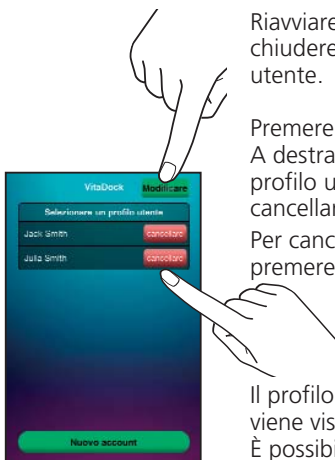 Riavviare
chiudere
utente.
Premere
A destra
profilo u
cancellar
Per canc
premere
VitaDock Modificare
Selezionare un profilo utente
Jack Smith cancellare
Julia Smith cancellare
Nuovo account
Il profilo
viene vis
È possibi